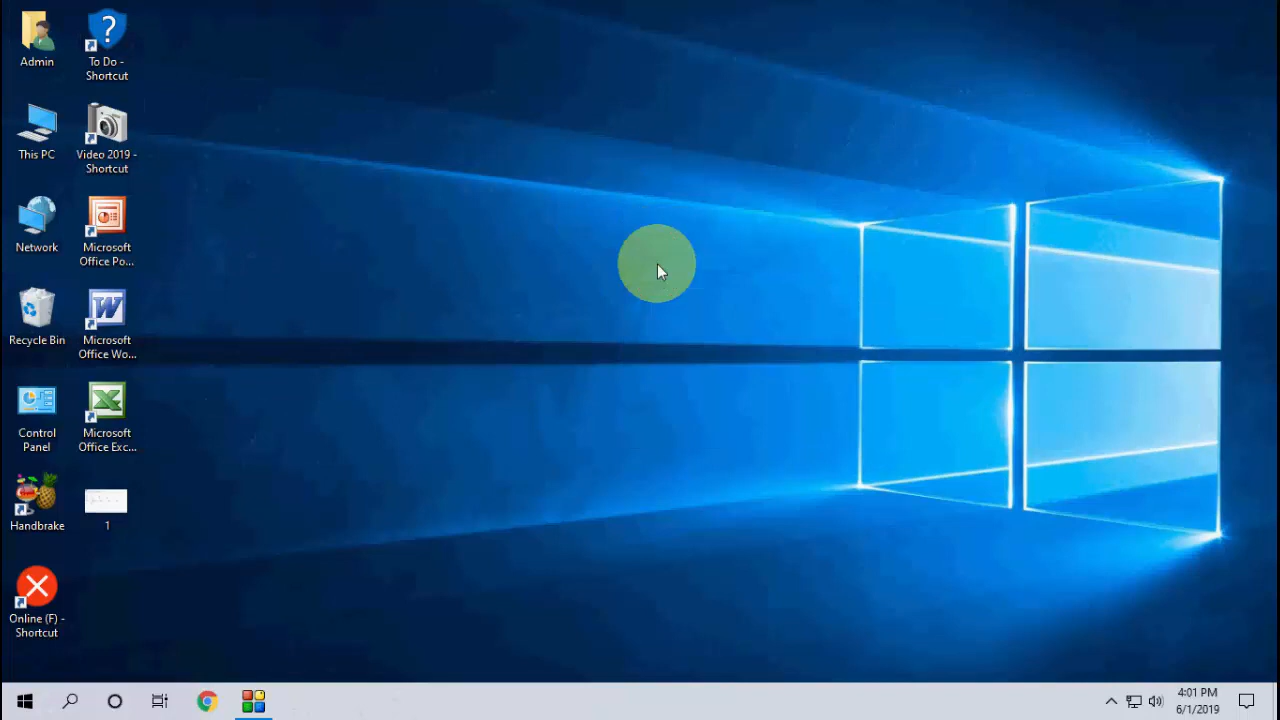 Admin
To Do -
Shortcut
This PC
Video 2019 -
Shortcut
Network
Microsoft
Office Po...
Recycle Bin
Microsoft
Office Wo...
Control
Panel
Microsoft
Office Exc...
Handbrake
1
Online (F) -
Shortcut
4:01 PM
6/1/2019